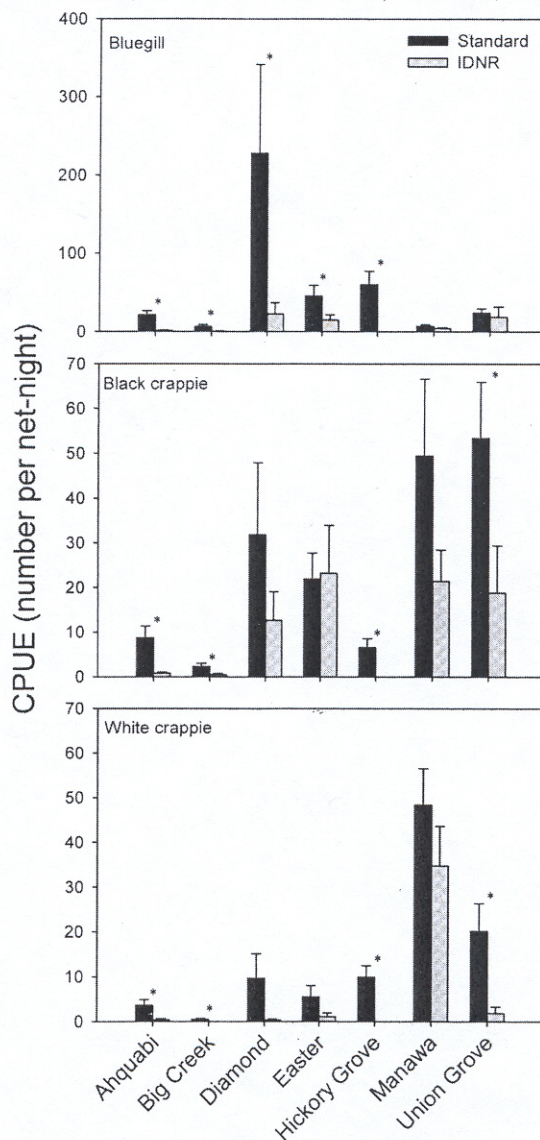 400
Bluegill
Standard
IDNR
300
*
200
100
*
*
*
*
0
70
Black crappie
60
*
50
40
30
20
10
*
*
*
0
70
White crappie
60
50
40
30
20
*
10
*
*
*
0
CPUE (number per net-night)
Ahquabi
Big Creek
Diamond
Easter
Hickory Grove
Manawa
Union Grove